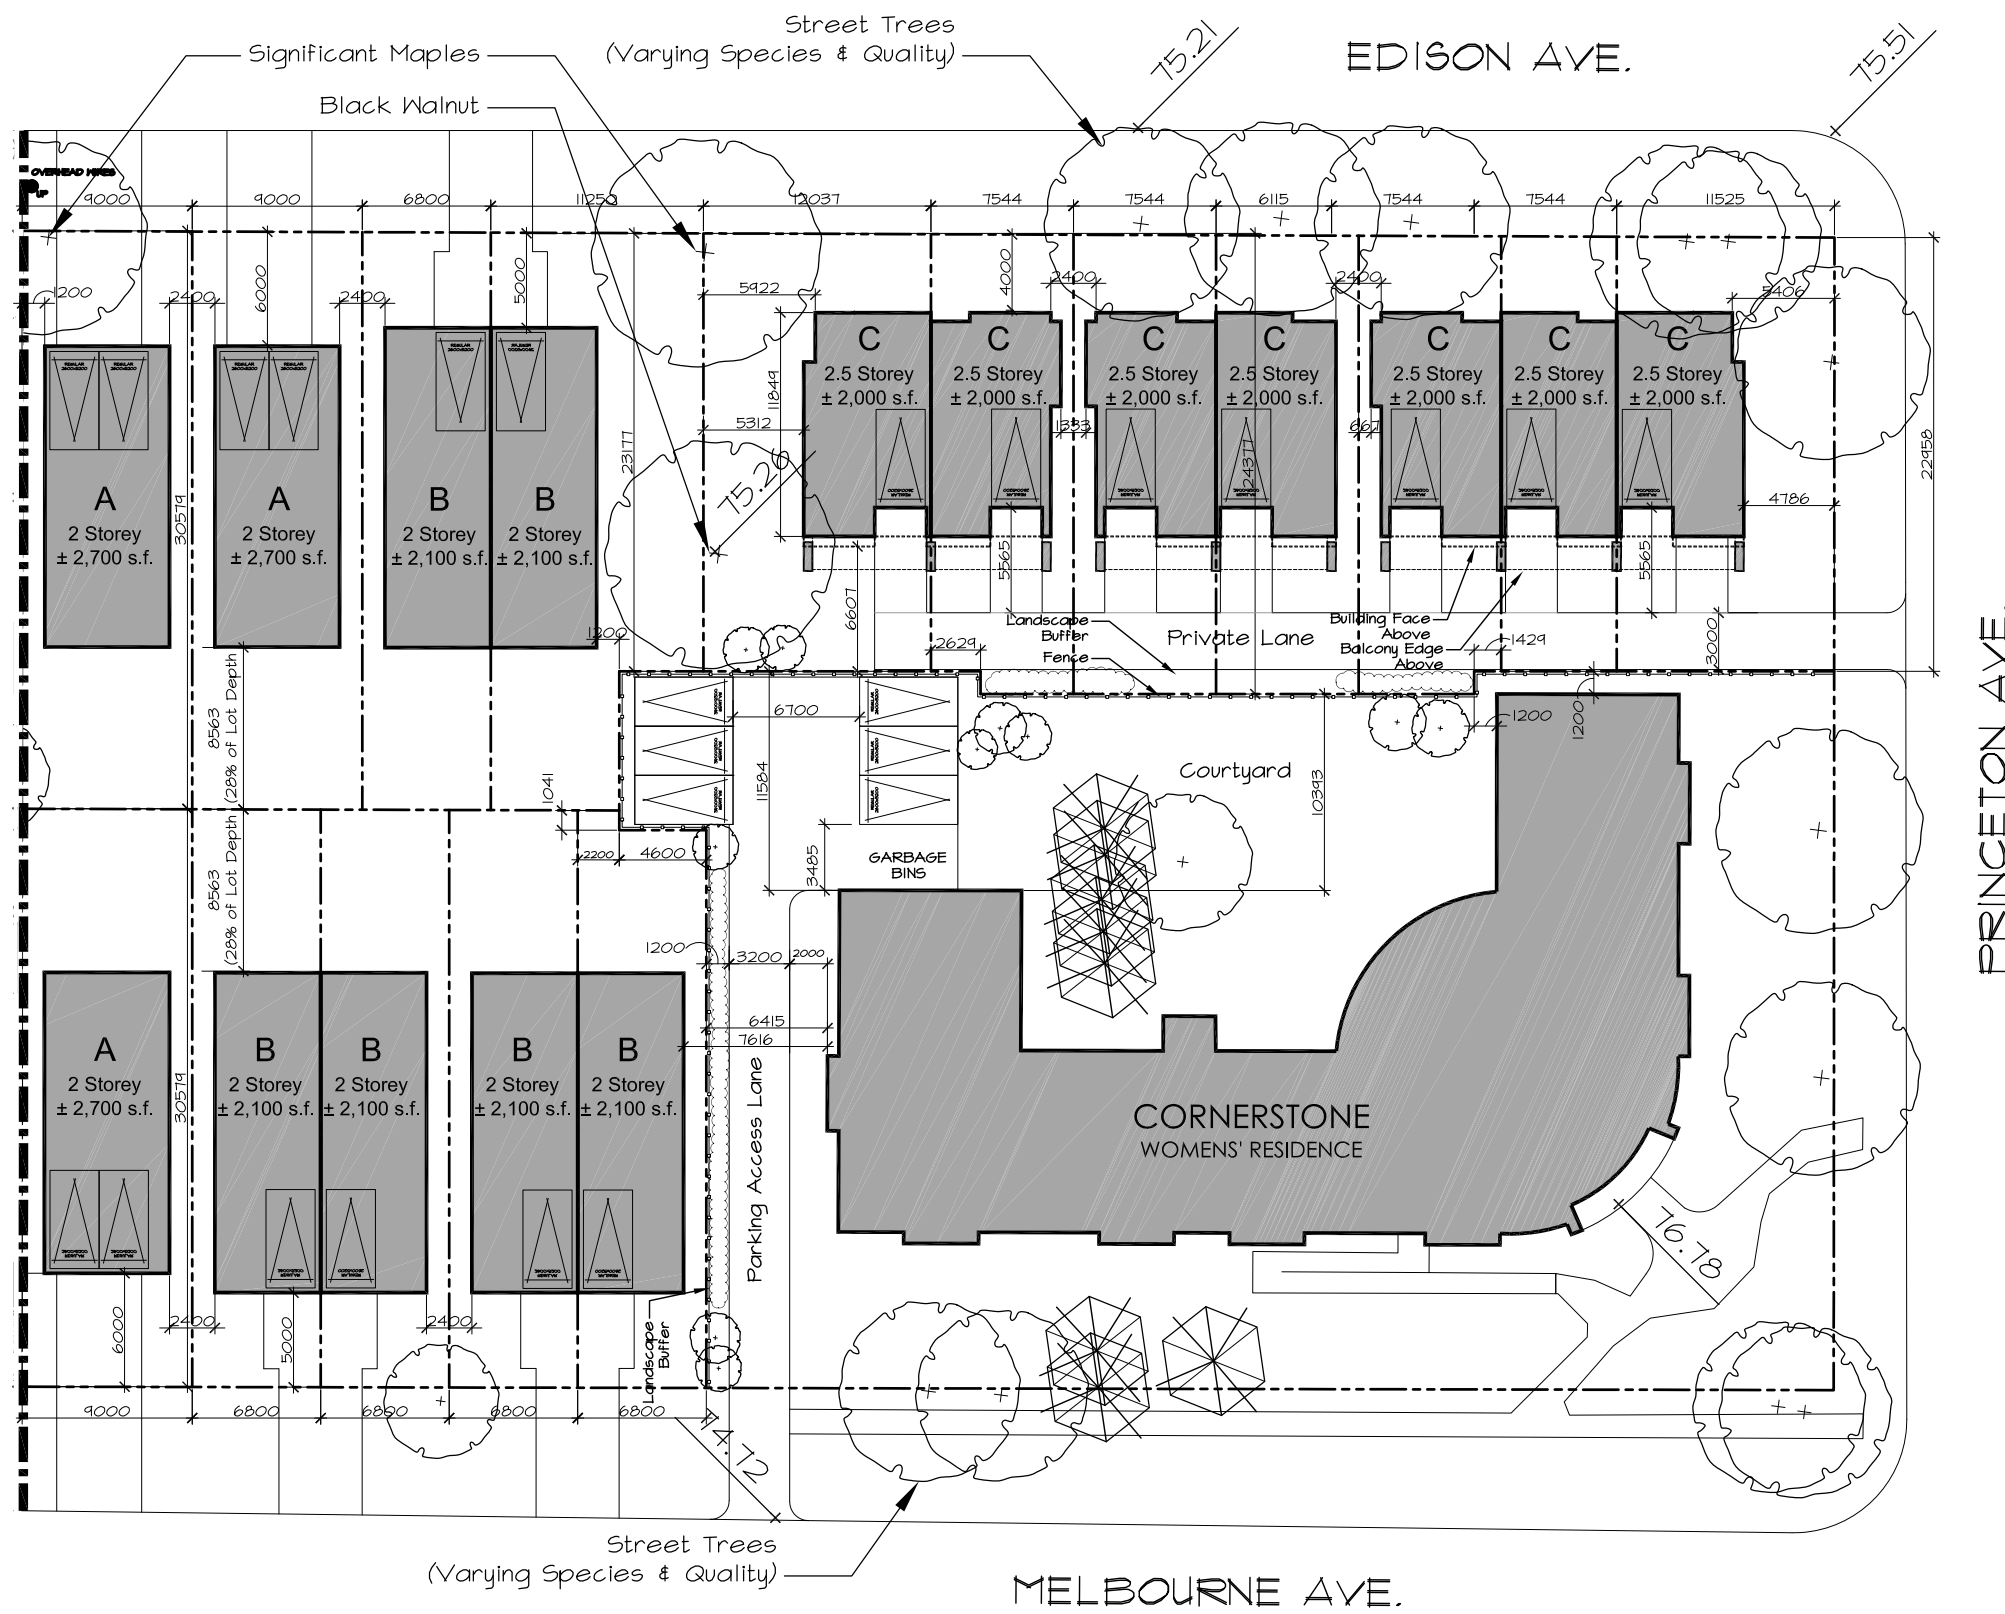 Street Trees
(Varying Species & Quality)
EDISON AVE.
75.21
75.51
Significant Maples
Black Walnut
OVERHEAD WIRES
UP
9000
9000
6800
11250
12037
7544
7544
6115
7544
7544
11525
1200
2400
6000
2400
5000
5922
4000
2400
2400
5406
C
C
C
C
C
C
C
2.5 Storey
± 2,000 s.f.
2.5 Storey
± 2,000 s.f.
2.5 Storey
± 2,000 s.f.
2.5 Storey
± 2,000 s.f.
2.5 Storey
± 2,000 s.f.
2.5 Storey
± 2,000 s.f.
2.5 Storey
± 2,000 s.f.
11849
5312
1333
667
23177
24377
22958
4786
75.26
A
2 Storey
± 2,700 s.f.
A
2 Storey
± 2,700 s.f.
B
2 Storey
± 2,100 s.f.
B
2 Storey
± 2,100 s.f.
30579
5565
5565
6607
1200
Landscape
Buffer
Fence
Private Lane
Building Face
Above
Balcony Edge
Above
2629
1429
3000
PRINCETON AVE.
8563
(28% of Lot Depth)
8563
(28% of Lot Depth)
6700
1200
1200
11584
Courtyard
10393
1041
2200
4600
3485
GARBAGE
BINS
1200
3200
2000
6415
7616
A
2 Storey
± 2,700 s.f.
B
2 Storey
± 2,100 s.f.
B
2 Storey
± 2,100 s.f.
B
2 Storey
± 2,100 s.f.
B
2 Storey
± 2,100 s.f.
30579
Parking Access Lane
CORNERSTONE
WOMENS' RESIDENCE
76.78
6000
2400
5000
2400
Landscape
Buffer
9000
6800
6800
6800
6800
74.72
Street Trees
(Varying Species & Quality)
MELBOURNE AVE.